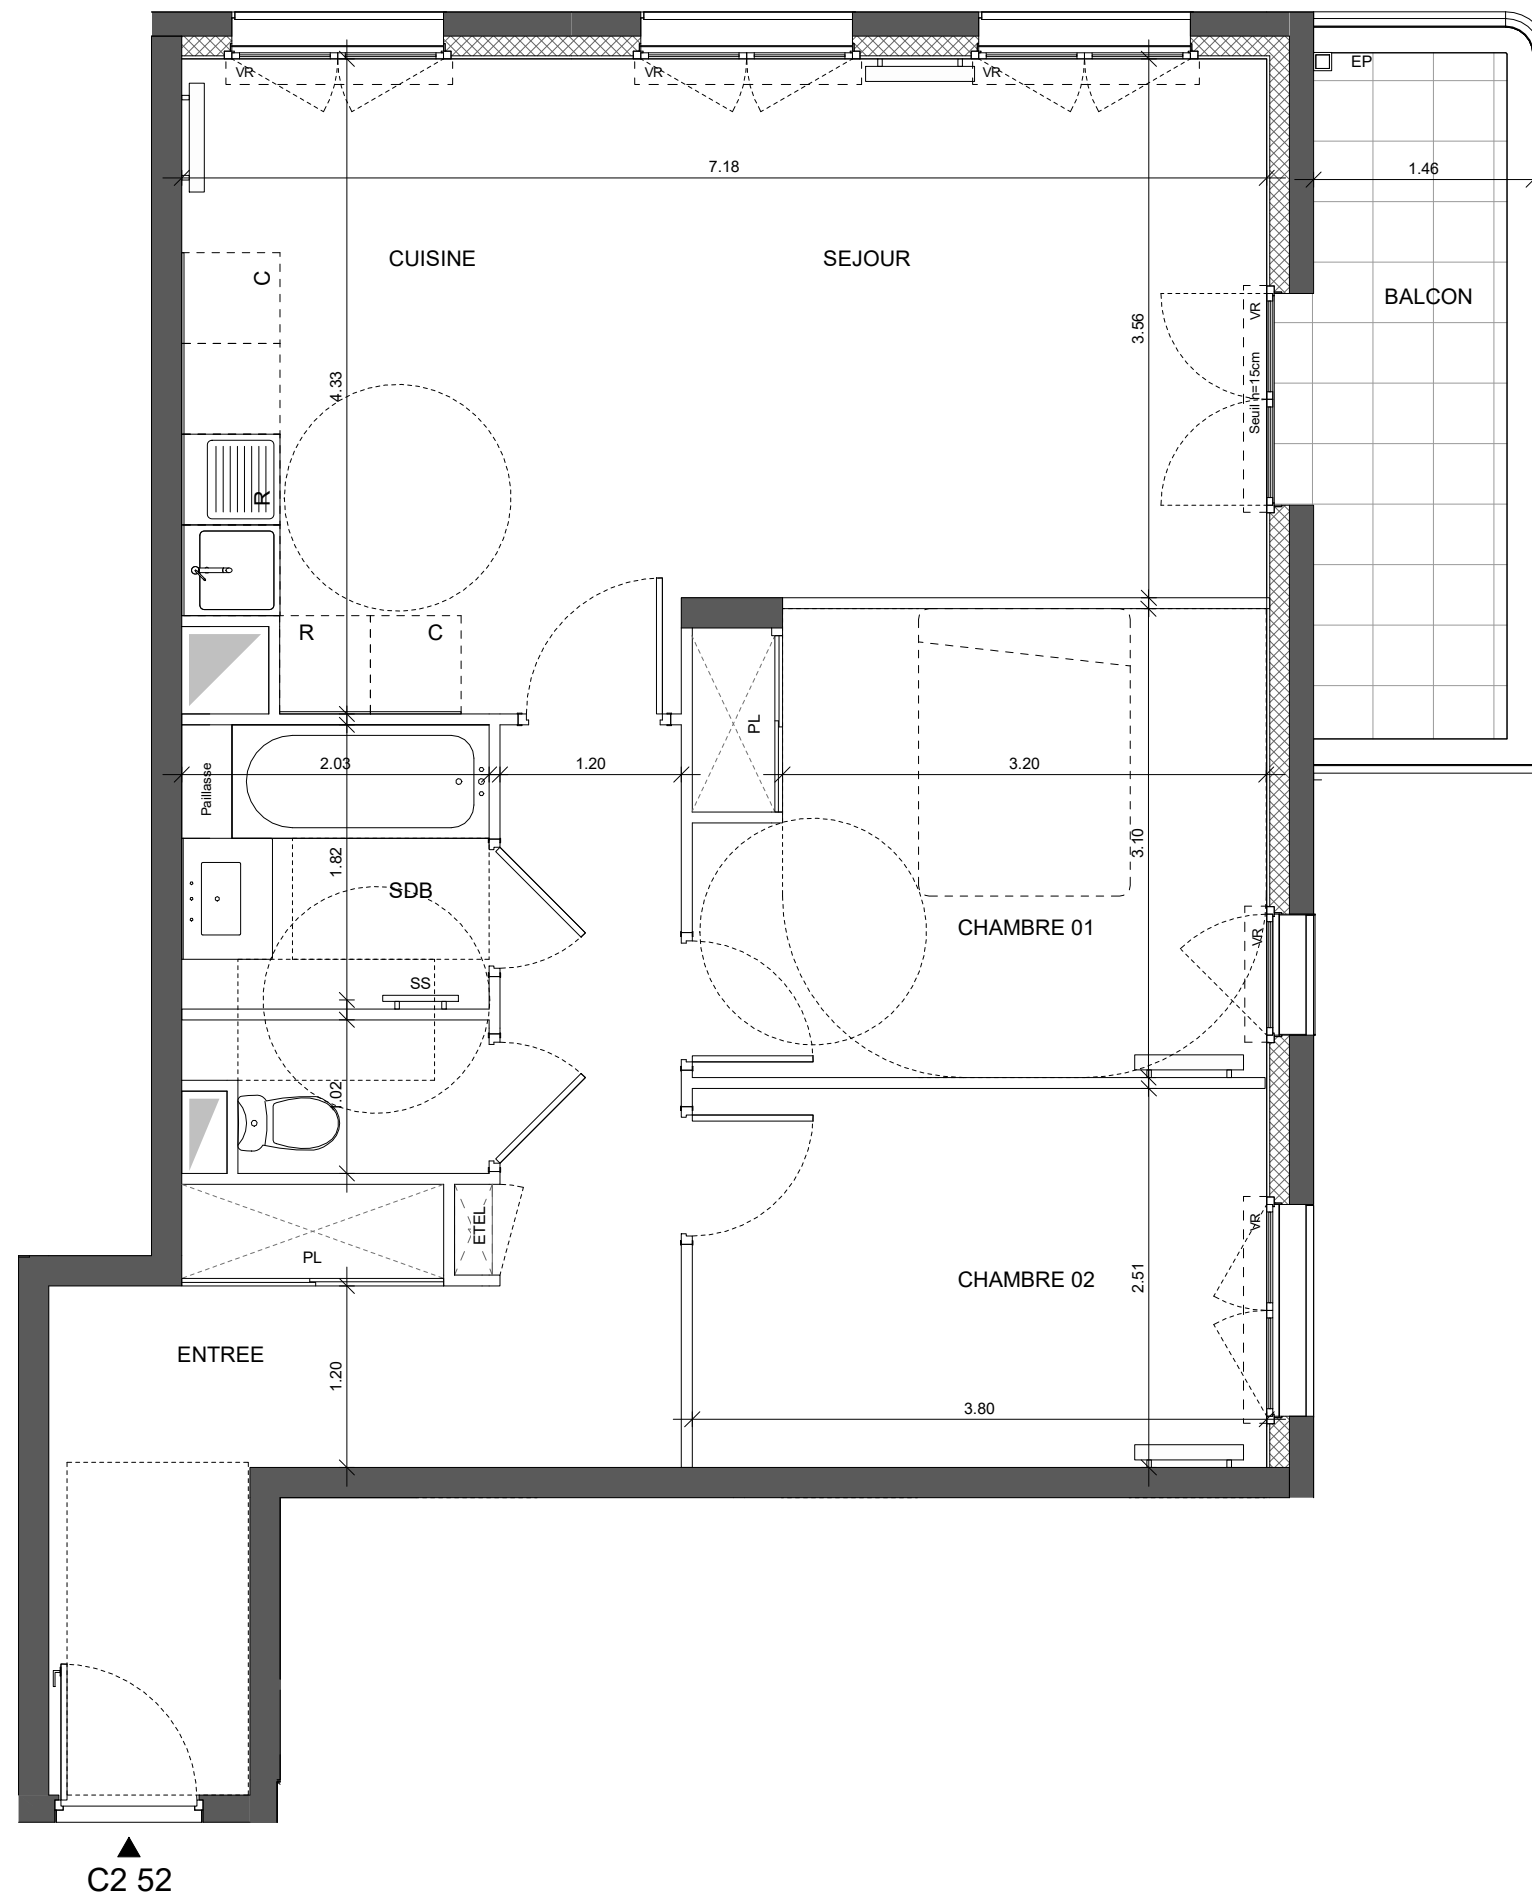 VR
VR
VR
EP
7.18
1.46
CUISINE
SEJOUR
C
BALCON
VR
3.56
4.33
Seuil h=15cm
R
R
C
PL
2.03
1.20
3.20
Paillasse
1.82
3.10
SDB
CHAMBRE 01
VR
SS
1.02
ETEL
VR
PL
CHAMBRE 02
2.51
ENTREE
1.20
3.80
C2 52